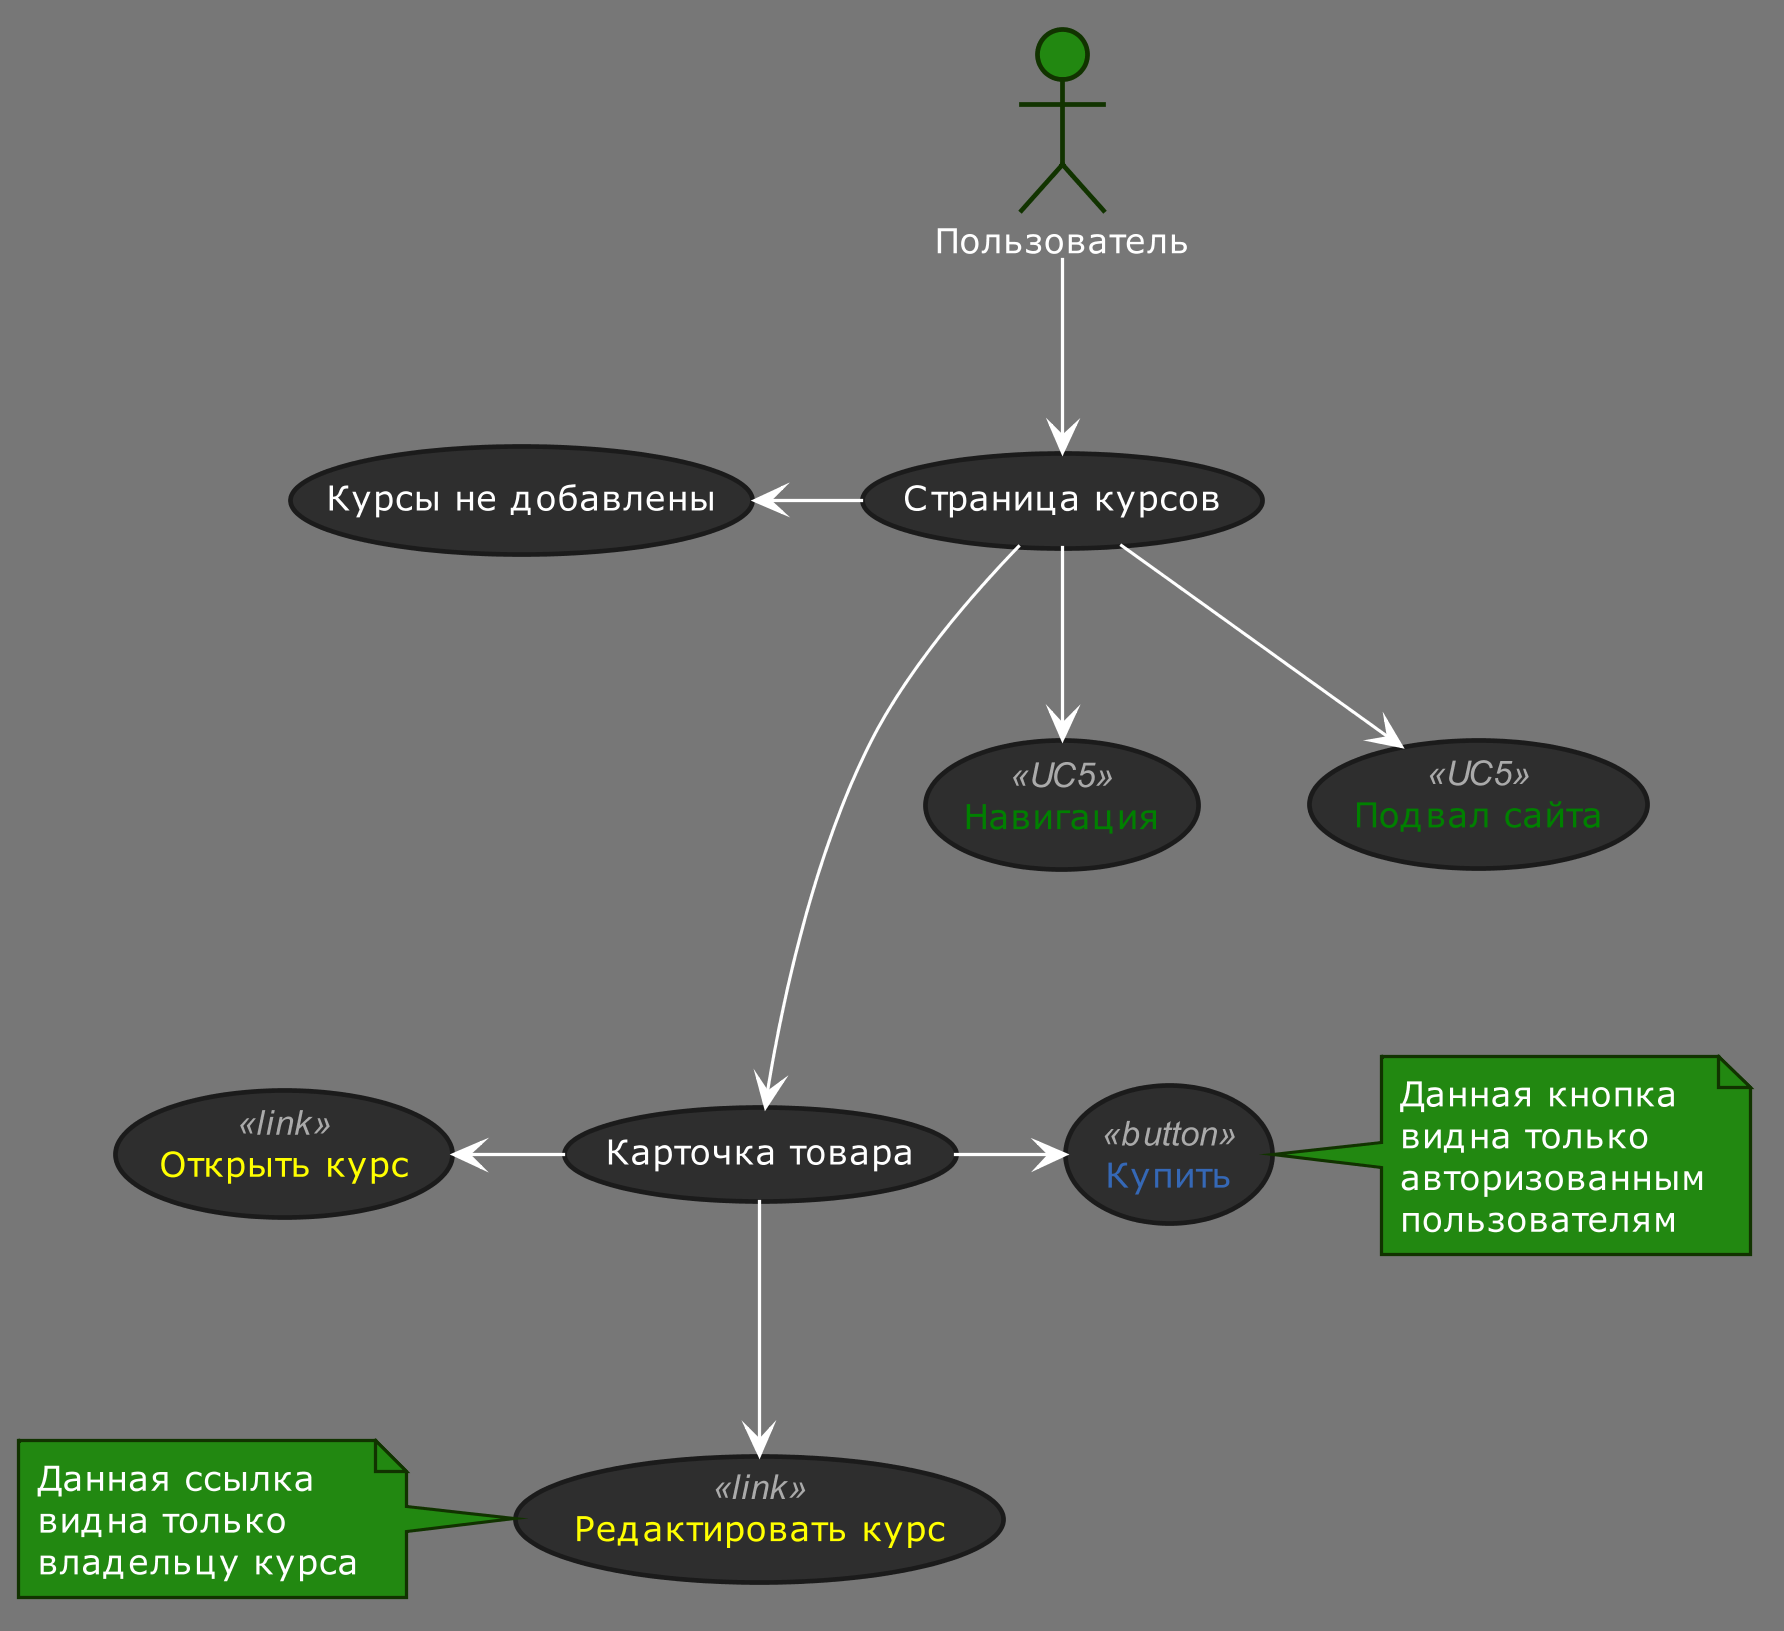 Пользователь
Курсы не добавлены
Страница курсов
«UC5»
Навигация
«UC5»
Подвал сайта
«link»
Открыть курс
Карточка товара
«button»
Купить
Данная кнопка
видна только
авторизованным
пользователям
Данная ссылка
видна только
владельцу курса
«link»
Редактировать курс